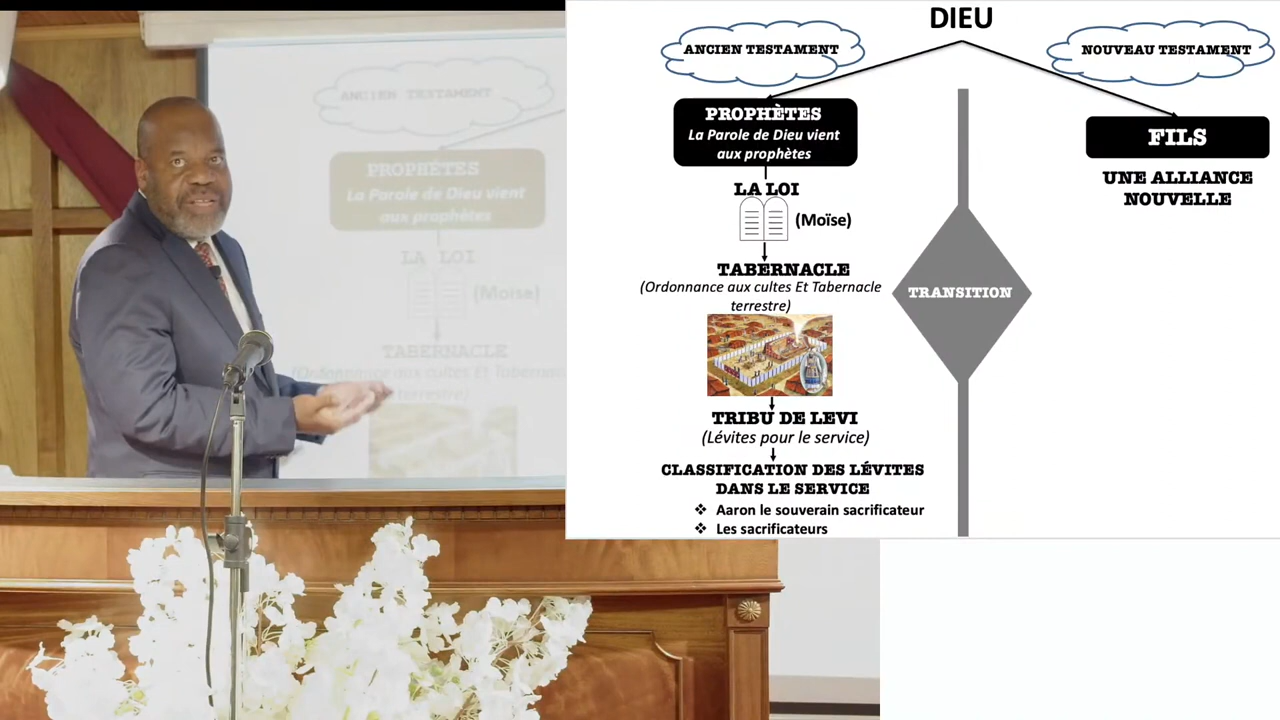 DIEU
ANCIEN TESTAMENT
NOUVEAU TESTAMENT
PROPHÈTES
La Parole de Dieu vient
aux prophètes
FILS
UNE ALLIANCE
NOUVELLE
LA LOI
(Moïse)
TABERNACLE
(Ordonnance aux cultes Et Tabernacle
terrestre)
TRANSITION
TRIBU DE LEVI
(Lévites pour le service)
CLASSIFICATION DES LÉVITES
DANS LE SERVICE
❖ Aaron le souverain sacrificateur
❖ Les sacrificateurs
ANCIEN TESTAMENT
PROPHÈTES
La Parole de Dieu vient
aux prophètes
LA LOI
(Moïse)
TABERNACLE
(Ordonnance aux cultes Et
terrestre)